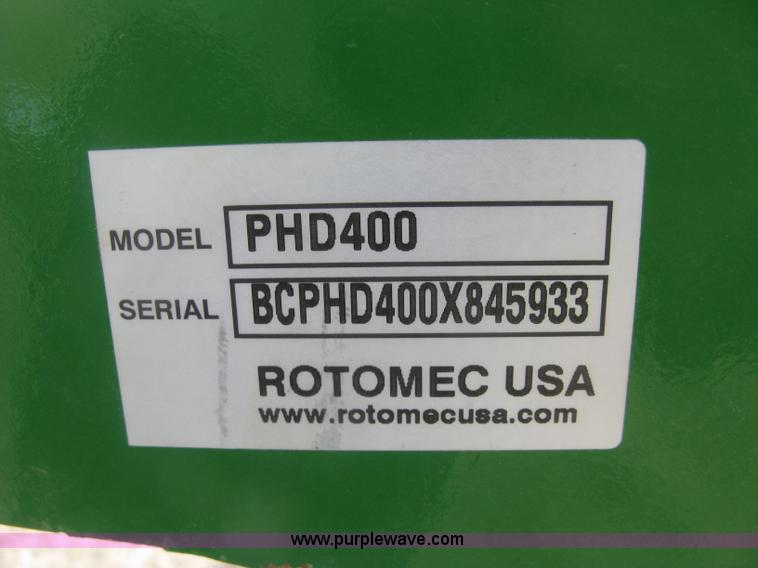 MODEL PHD400
SERIAL BCPHD400X845933
ROTOMEC USA
www.rotomecusa.com
www.purplewave.com